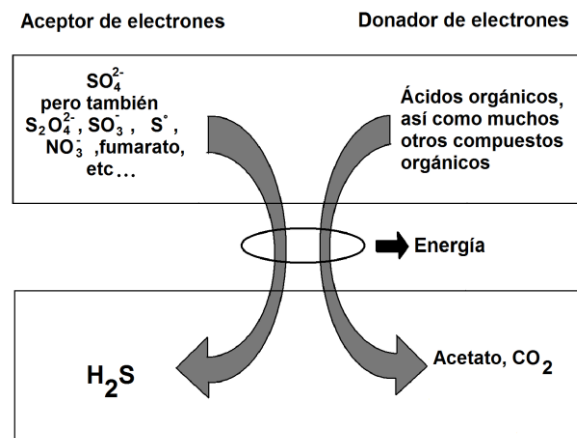 Aceptor de electrones
Donador de electrones
SO₄²⁻
pero también
S₂O₄²⁻, SO₃⁻, S°,
NO₃⁻, fumarato,
etc...
Ácidos orgánicos,
así como muchos
otros compuestos
orgánicos
Energía
H₂S
Acetato, CO₂